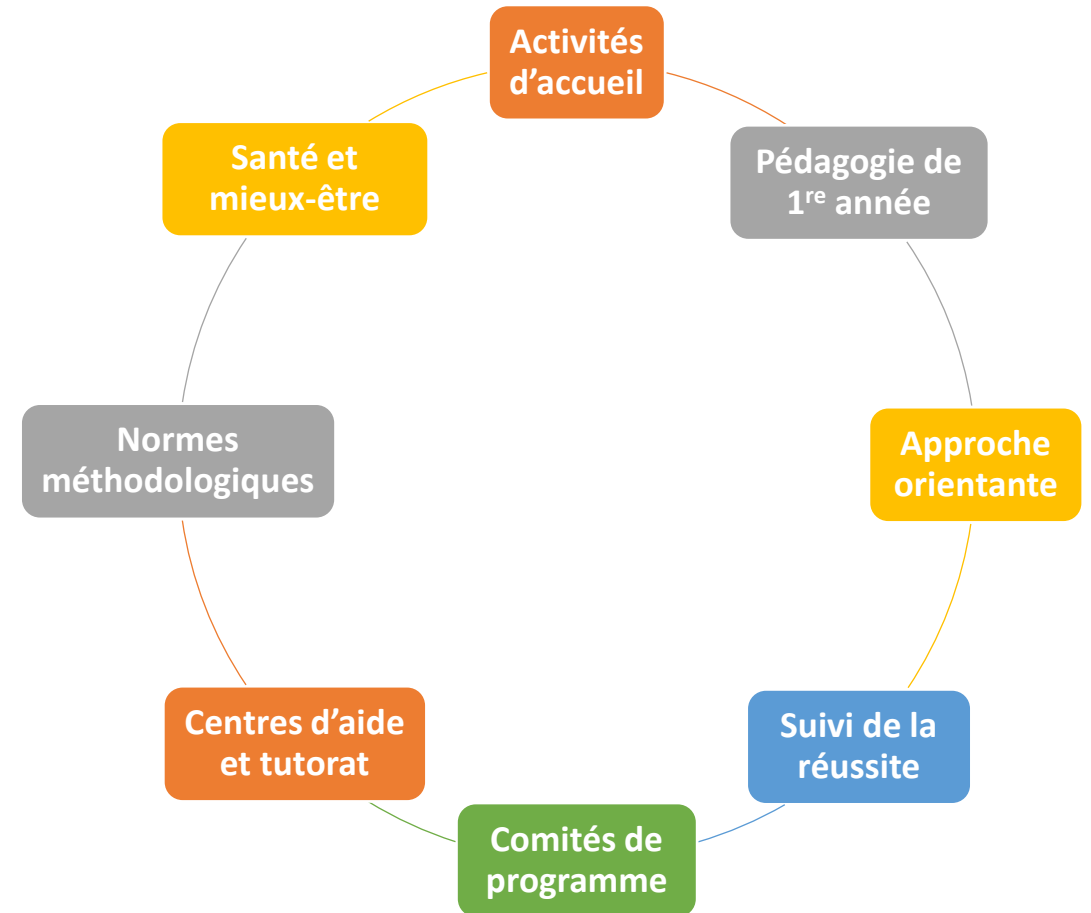 Activités
d’accueil
Pédagogie de
1re année
Approche
orientante
Suivi de la
réussite
Comités de
programme
Centres d’aide
et tutorat
Normes
méthodologiques
Santé et
mieux-être